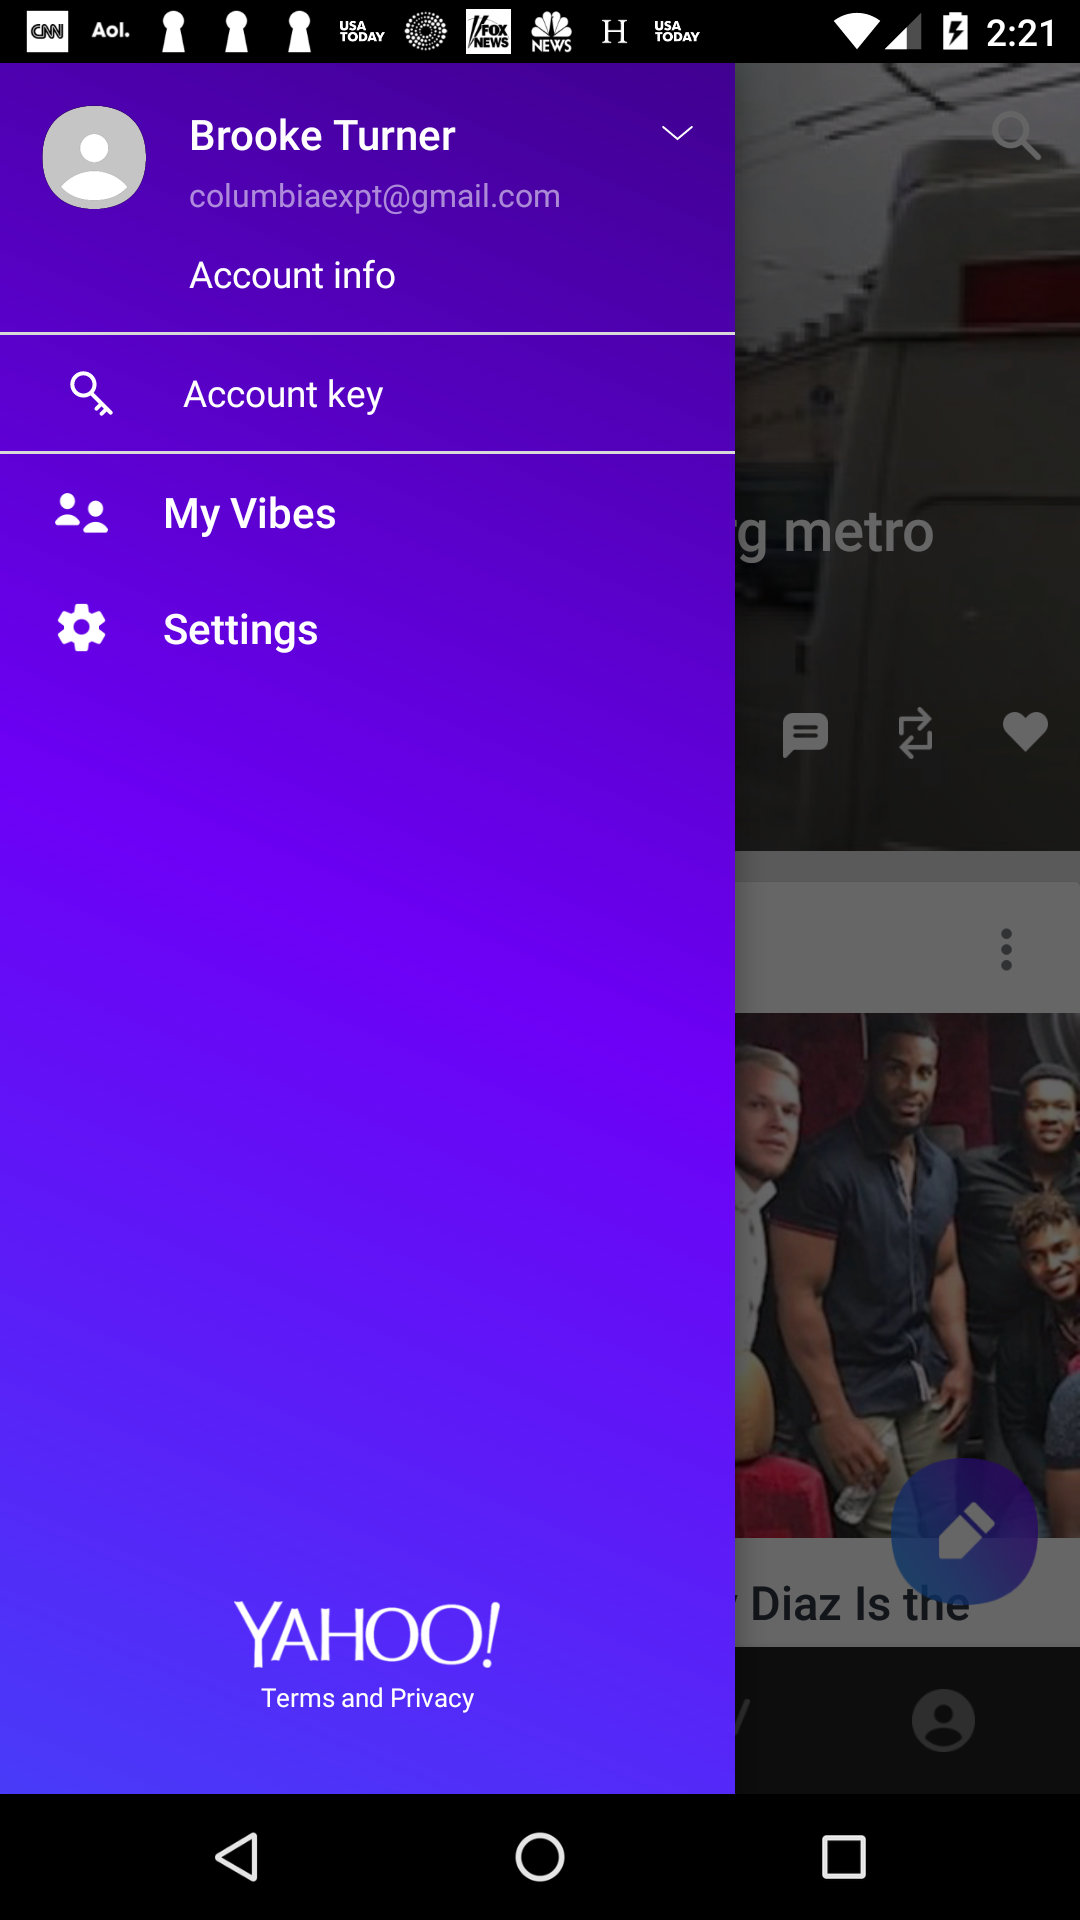 CNN Aol. USA TODAY FOX NEWS NEWS H USA TODAY 2:21
Brooke Turner
columbiaexpt@gmail.com
Account info
Account key
My Vibes
Settings
g metro
Diaz Is the
YAHOO!
Terms and Privacy